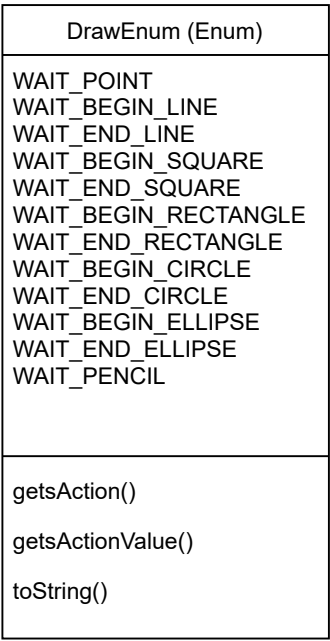 DrawEnum (Enum)
WAIT_POINT
WAIT_BEGIN_LINE
WAIT_END_LINE
WAIT_BEGIN_SQUARE
WAIT_END_SQUARE
WAIT_BEGIN_RECTANGLE
WAIT_END_RECTANGLE
WAIT_BEGIN_CIRCLE
WAIT_END_CIRCLE
WAIT_BEGIN_ELLIPSE
WAIT_END_ELLIPSE
WAIT_PENCIL
getsAction()
getsActionValue()
toString()